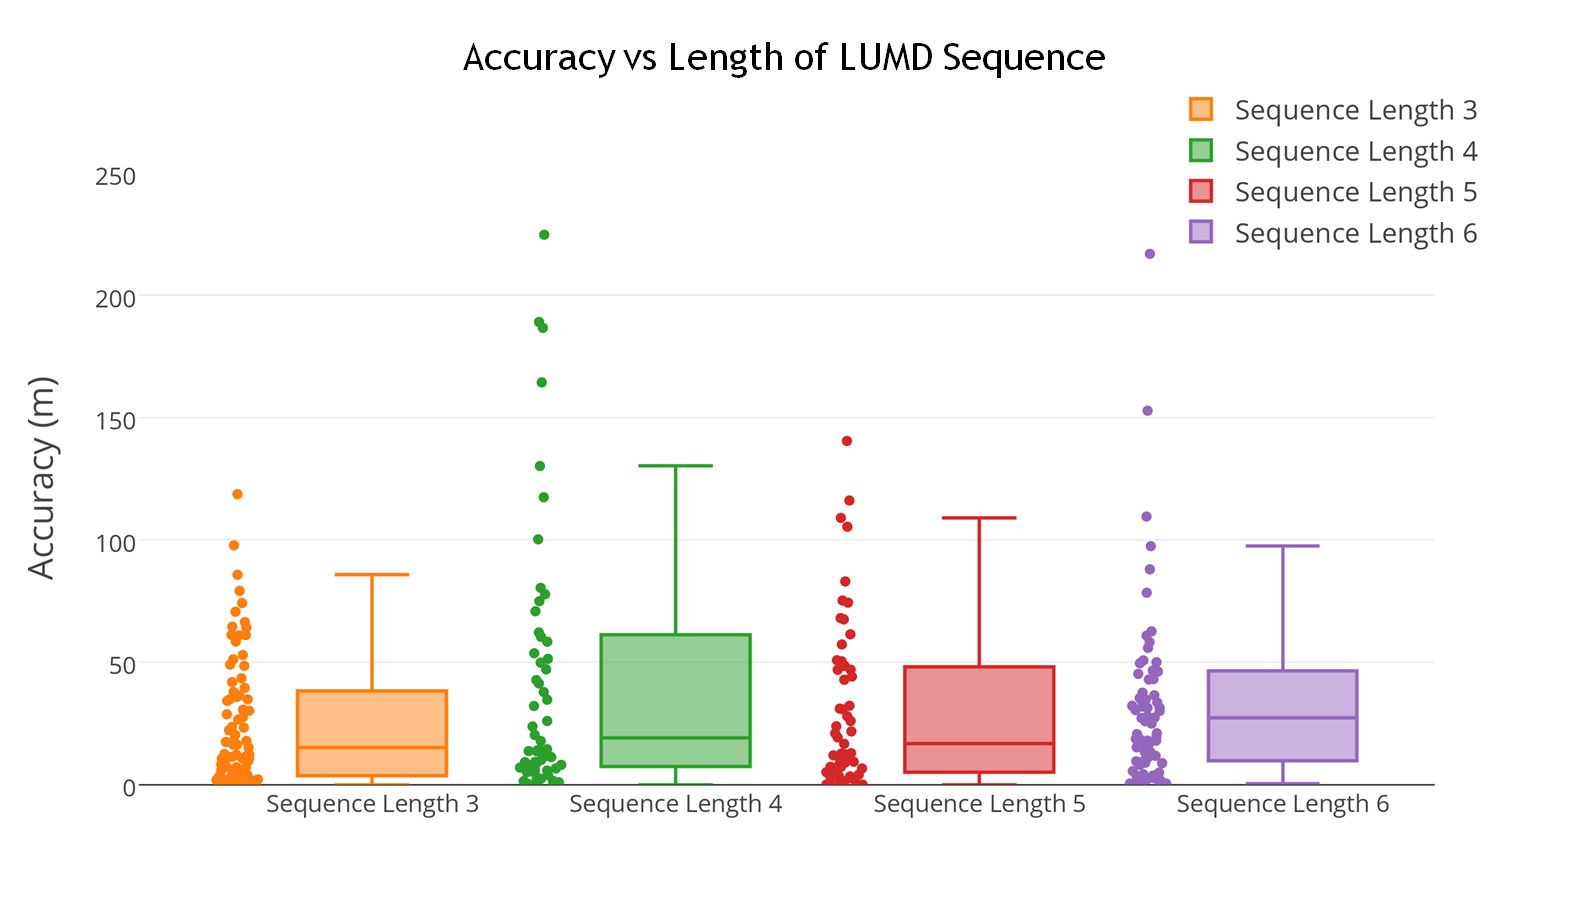 Accuracy vs Length of LUMD Sequence
Sequence Length 3
Sequence Length 4
Sequence Length 5
Sequence Length 6
Accuracy (m)
250
200
150
100
50
0
Sequence Length 3
Sequence Length 4
Sequence Length 5
Sequence Length 6